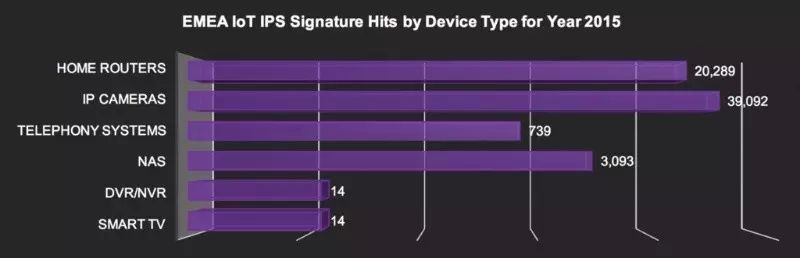 EMEA IoT IPS Signature Hits by Device Type for Year 2015
HOME ROUTERS 20,289
IP CAMERAS 39,092
TELEPHONY SYSTEMS 739
NAS 3,093
DVR/NVR 14
SMART TV 14